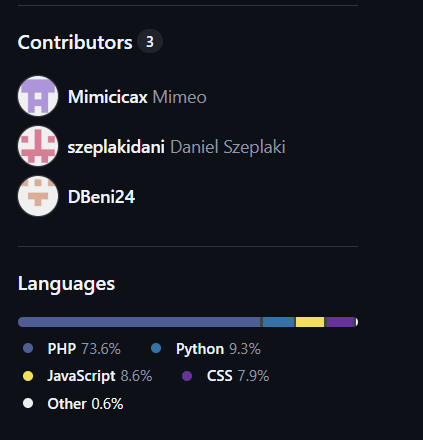 Contributors 3
Mimicicax Mimeo
szeplakidani Daniel Szeplaki
DBeni24
Languages
PHP 73.6% Python 9.3%
JavaScript 8.6% CSS 7.9%
Other 0.6%